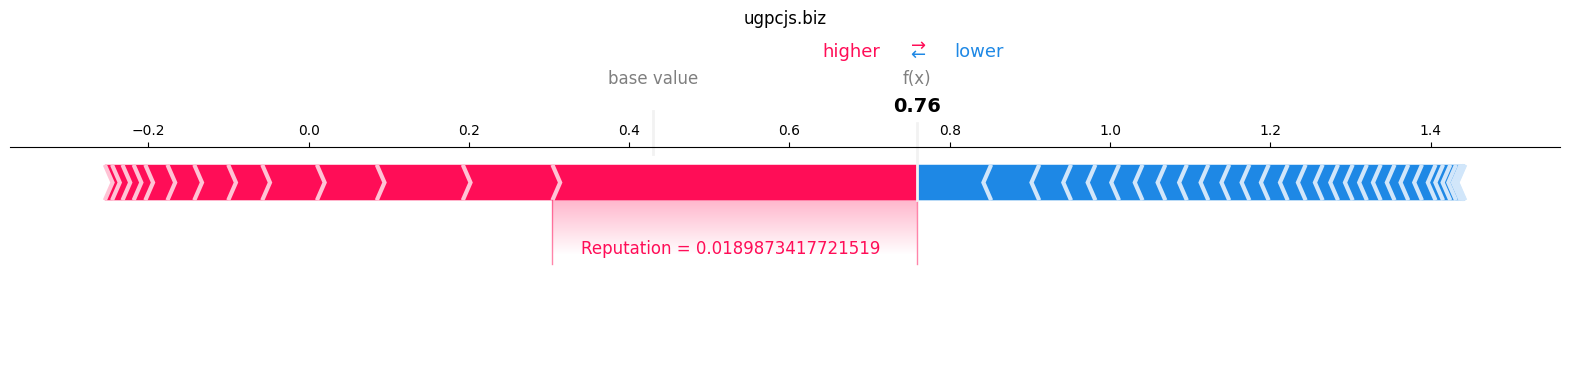 ugpcjs.biz
higher ⇄ lower
base value f(x)
0.76
−0.2 0.0 0.2 0.4 0.6 0.8 1.0 1.2 1.4
Reputation = 0.0189873417721519